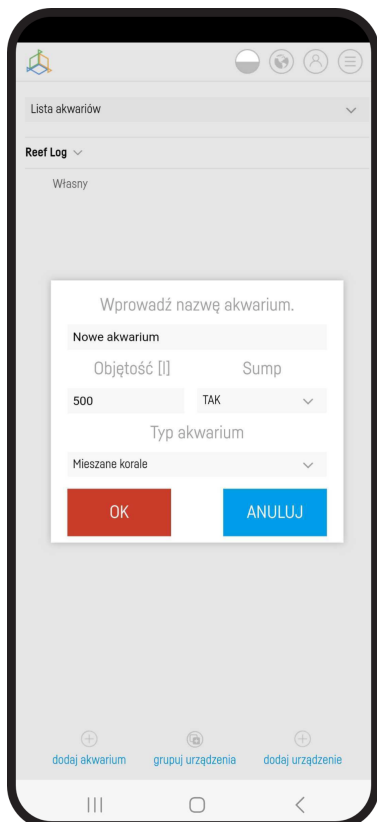 Lista akwariów
Reef Log
Własny
Wprowadź nazwę akwarium.
Nowe akwarium
Objętość [l] Sump
500 TAK
Typ akwarium
Mieszane korale
OK ANULUJ
dodaj akwarium grupuj urządzenia dodaj urządzenie